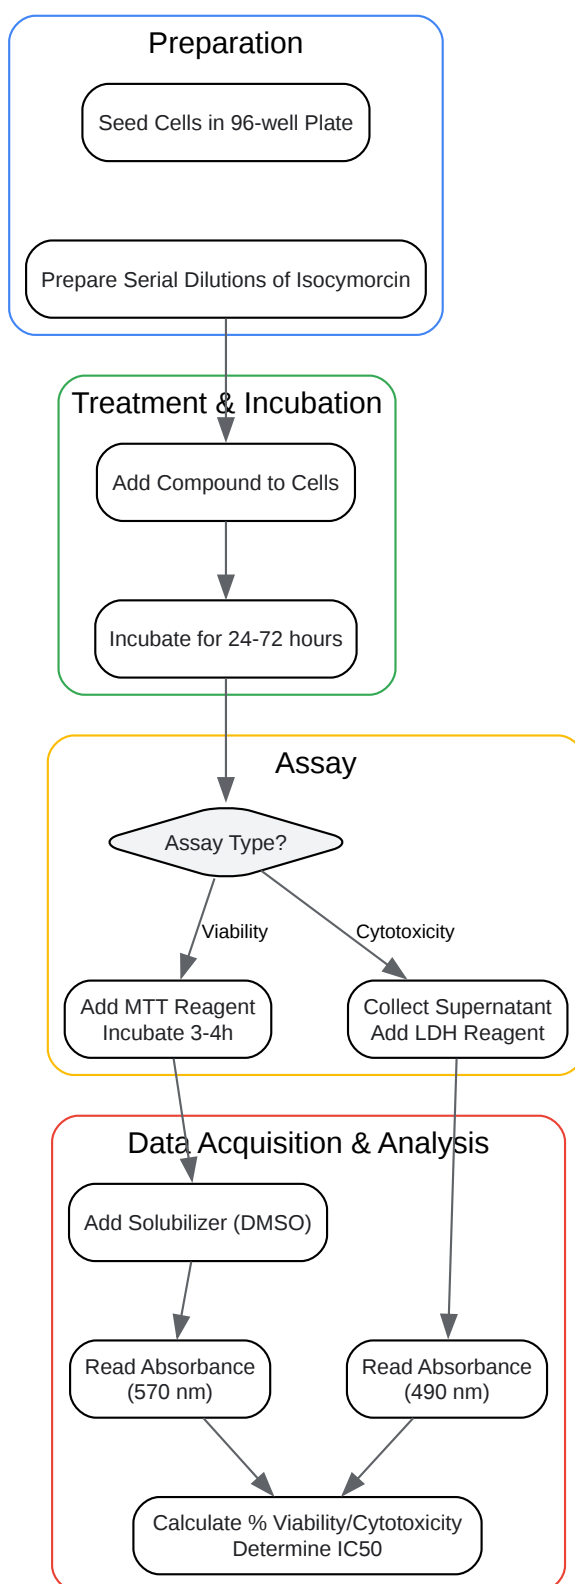 Preparation
Seed Cells in 96-well Plate
Prepare Serial Dilutions of Isocymorcin
Treatment & Incubation
Add Compound to Cells
Incubate for 24-72 hours
Assay
Assay Type?
Viability
Cytotoxicity
Add MTT Reagent
Incubate 3-4h
Collect Supernatant
Add LDH Reagent
Data Acquisition & Analysis
Add Solubilizer (DMSO)
Read Absorbance
(570 nm)
Read Absorbance
(490 nm)
Calculate % Viability/Cytotoxicity
Determine IC50